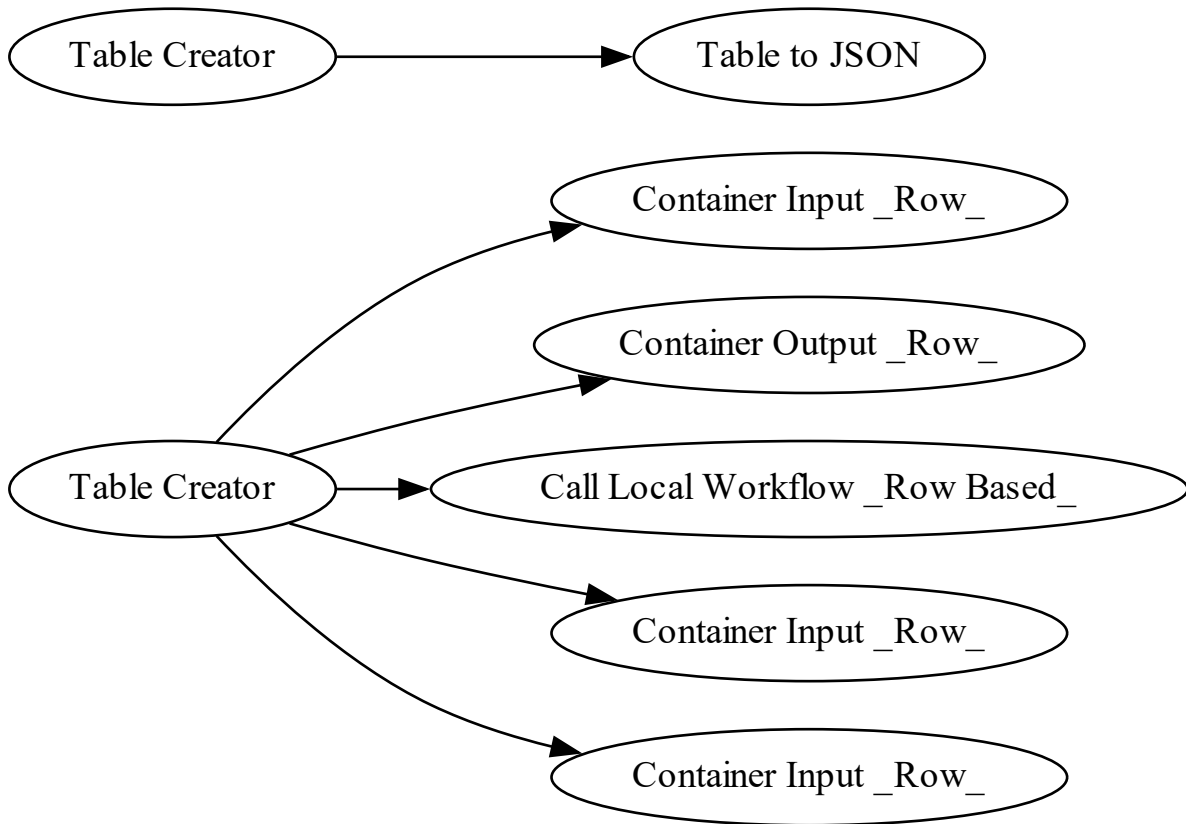 Table Creator
Table to JSON
Container Input _Row_
Container Output _Row_
Table Creator
Call Local Workflow _Row Based_
Container Input _Row_
Container Input _Row_